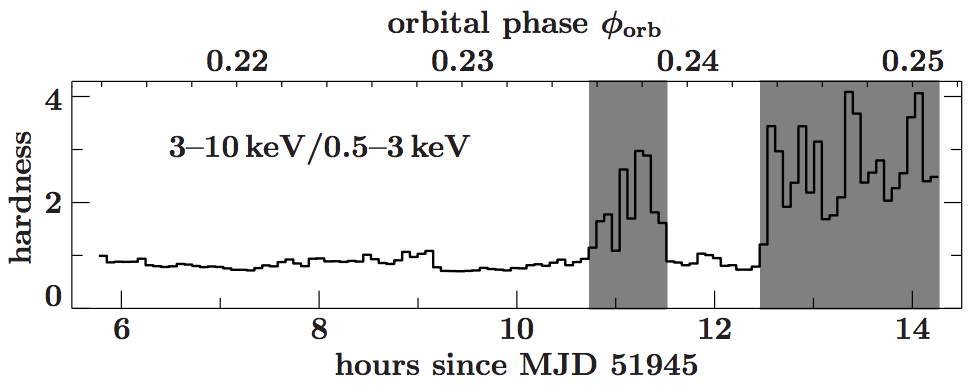 orbital phase ϕorb
0.22 0.23 0.24 0.25
4
3–10 keV/0.5–3 keV
hardness
2
0
6 8 10 12 14
hours since MJD 51945